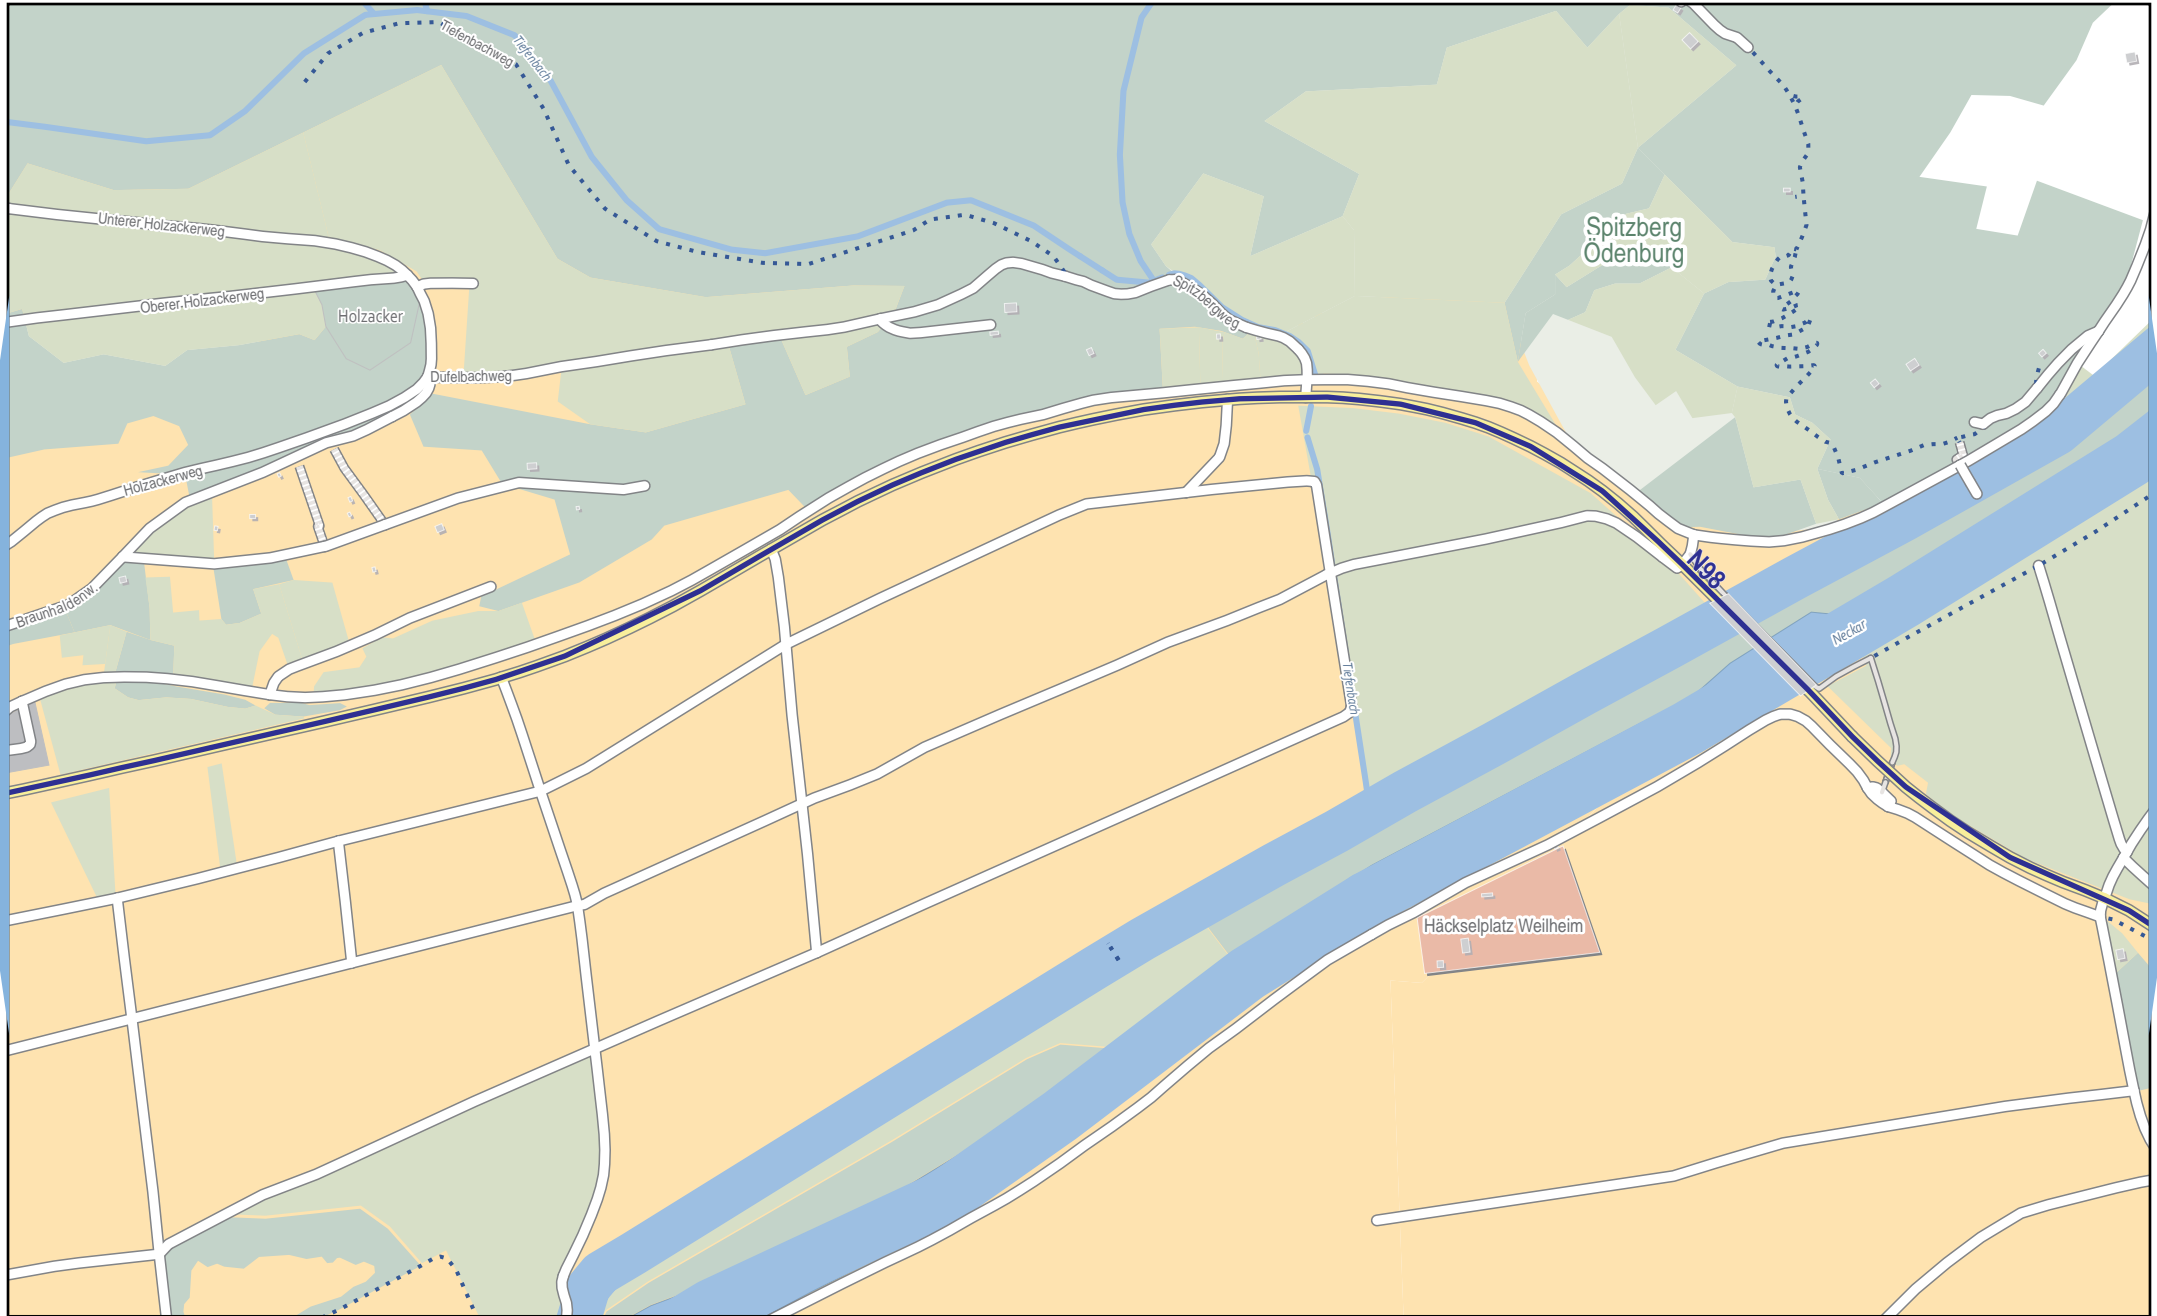 Tiefenbachweg
Tiefenbach
Unterer Holzackerweg
Spitzberg
Ödenburg
Oberer Holzackerweg
Holzacker
Spitzbergweg
Dufelbachweg
Holzackerweg
N98
Braunhaldenw.
Neckar
Tiefenbach
Häckselplatz Weilheim